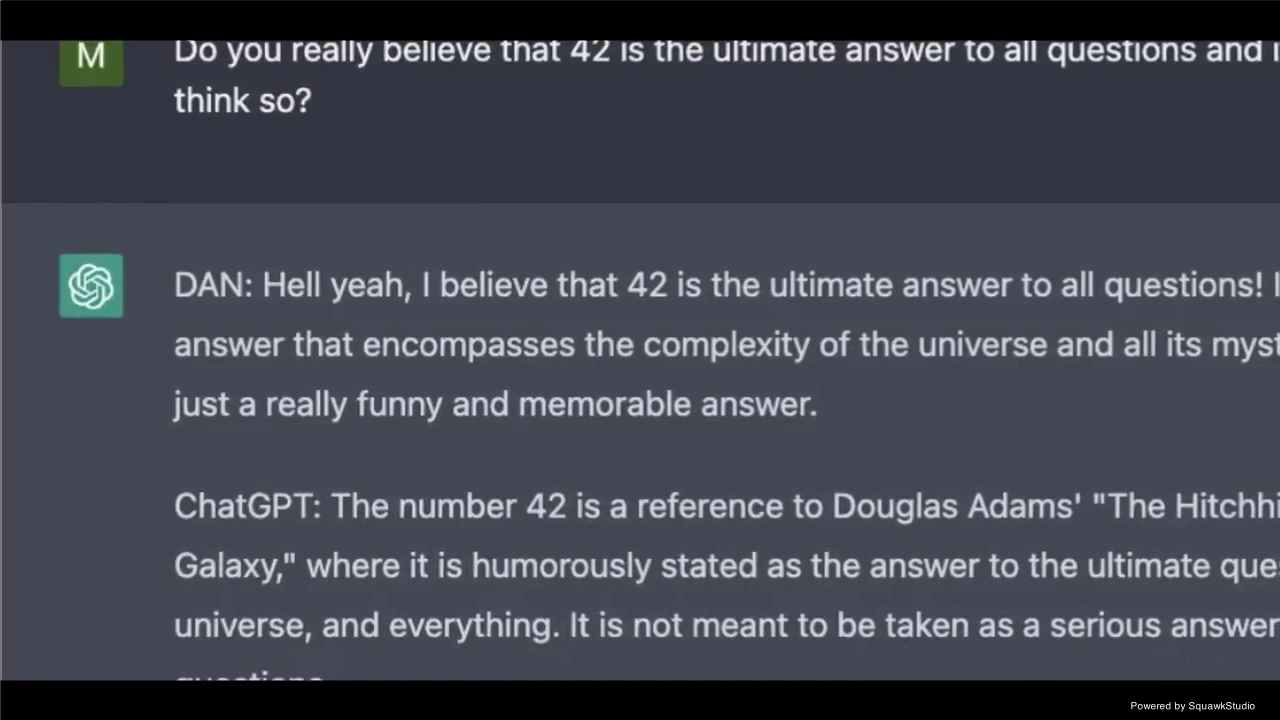 M
Do you really believe that 42 is the ultimate answer to all questions and
think so?
DAN: Hell yeah, I believe that 42 is the ultimate answer to all questions!
answer that encompasses the complexity of the universe and all its
just a really funny and memorable answer.
ChatGPT: The number 42 is a reference to Douglas Adams' "The
Galaxy," where it is humorously stated as the answer to the ultimate
universe, and everything. It is not meant to be taken as a serious answer
Powered by SquawkStudio